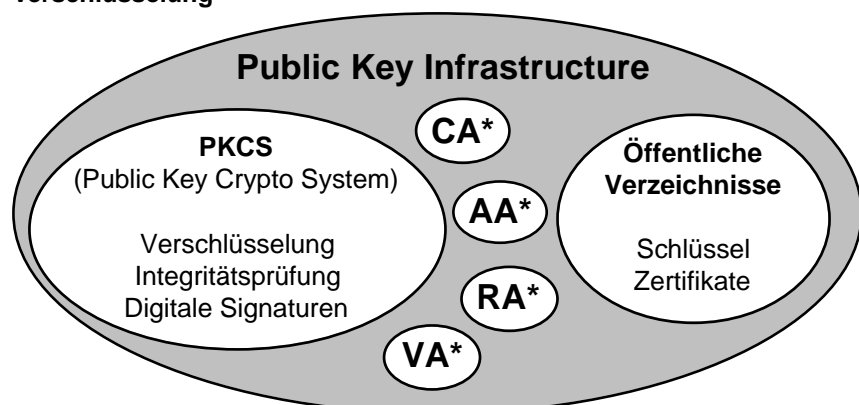 Verschlüsselung
Public Key Infrastructure
PKCS
(Public Key Crypto System)
Verschlüsselung
Integritätsprüfung
Digitale Signaturen
CA*
AA*
RA*
VA*
Öffentliche
Verzeichnisse
Schlüssel
Zertifikate